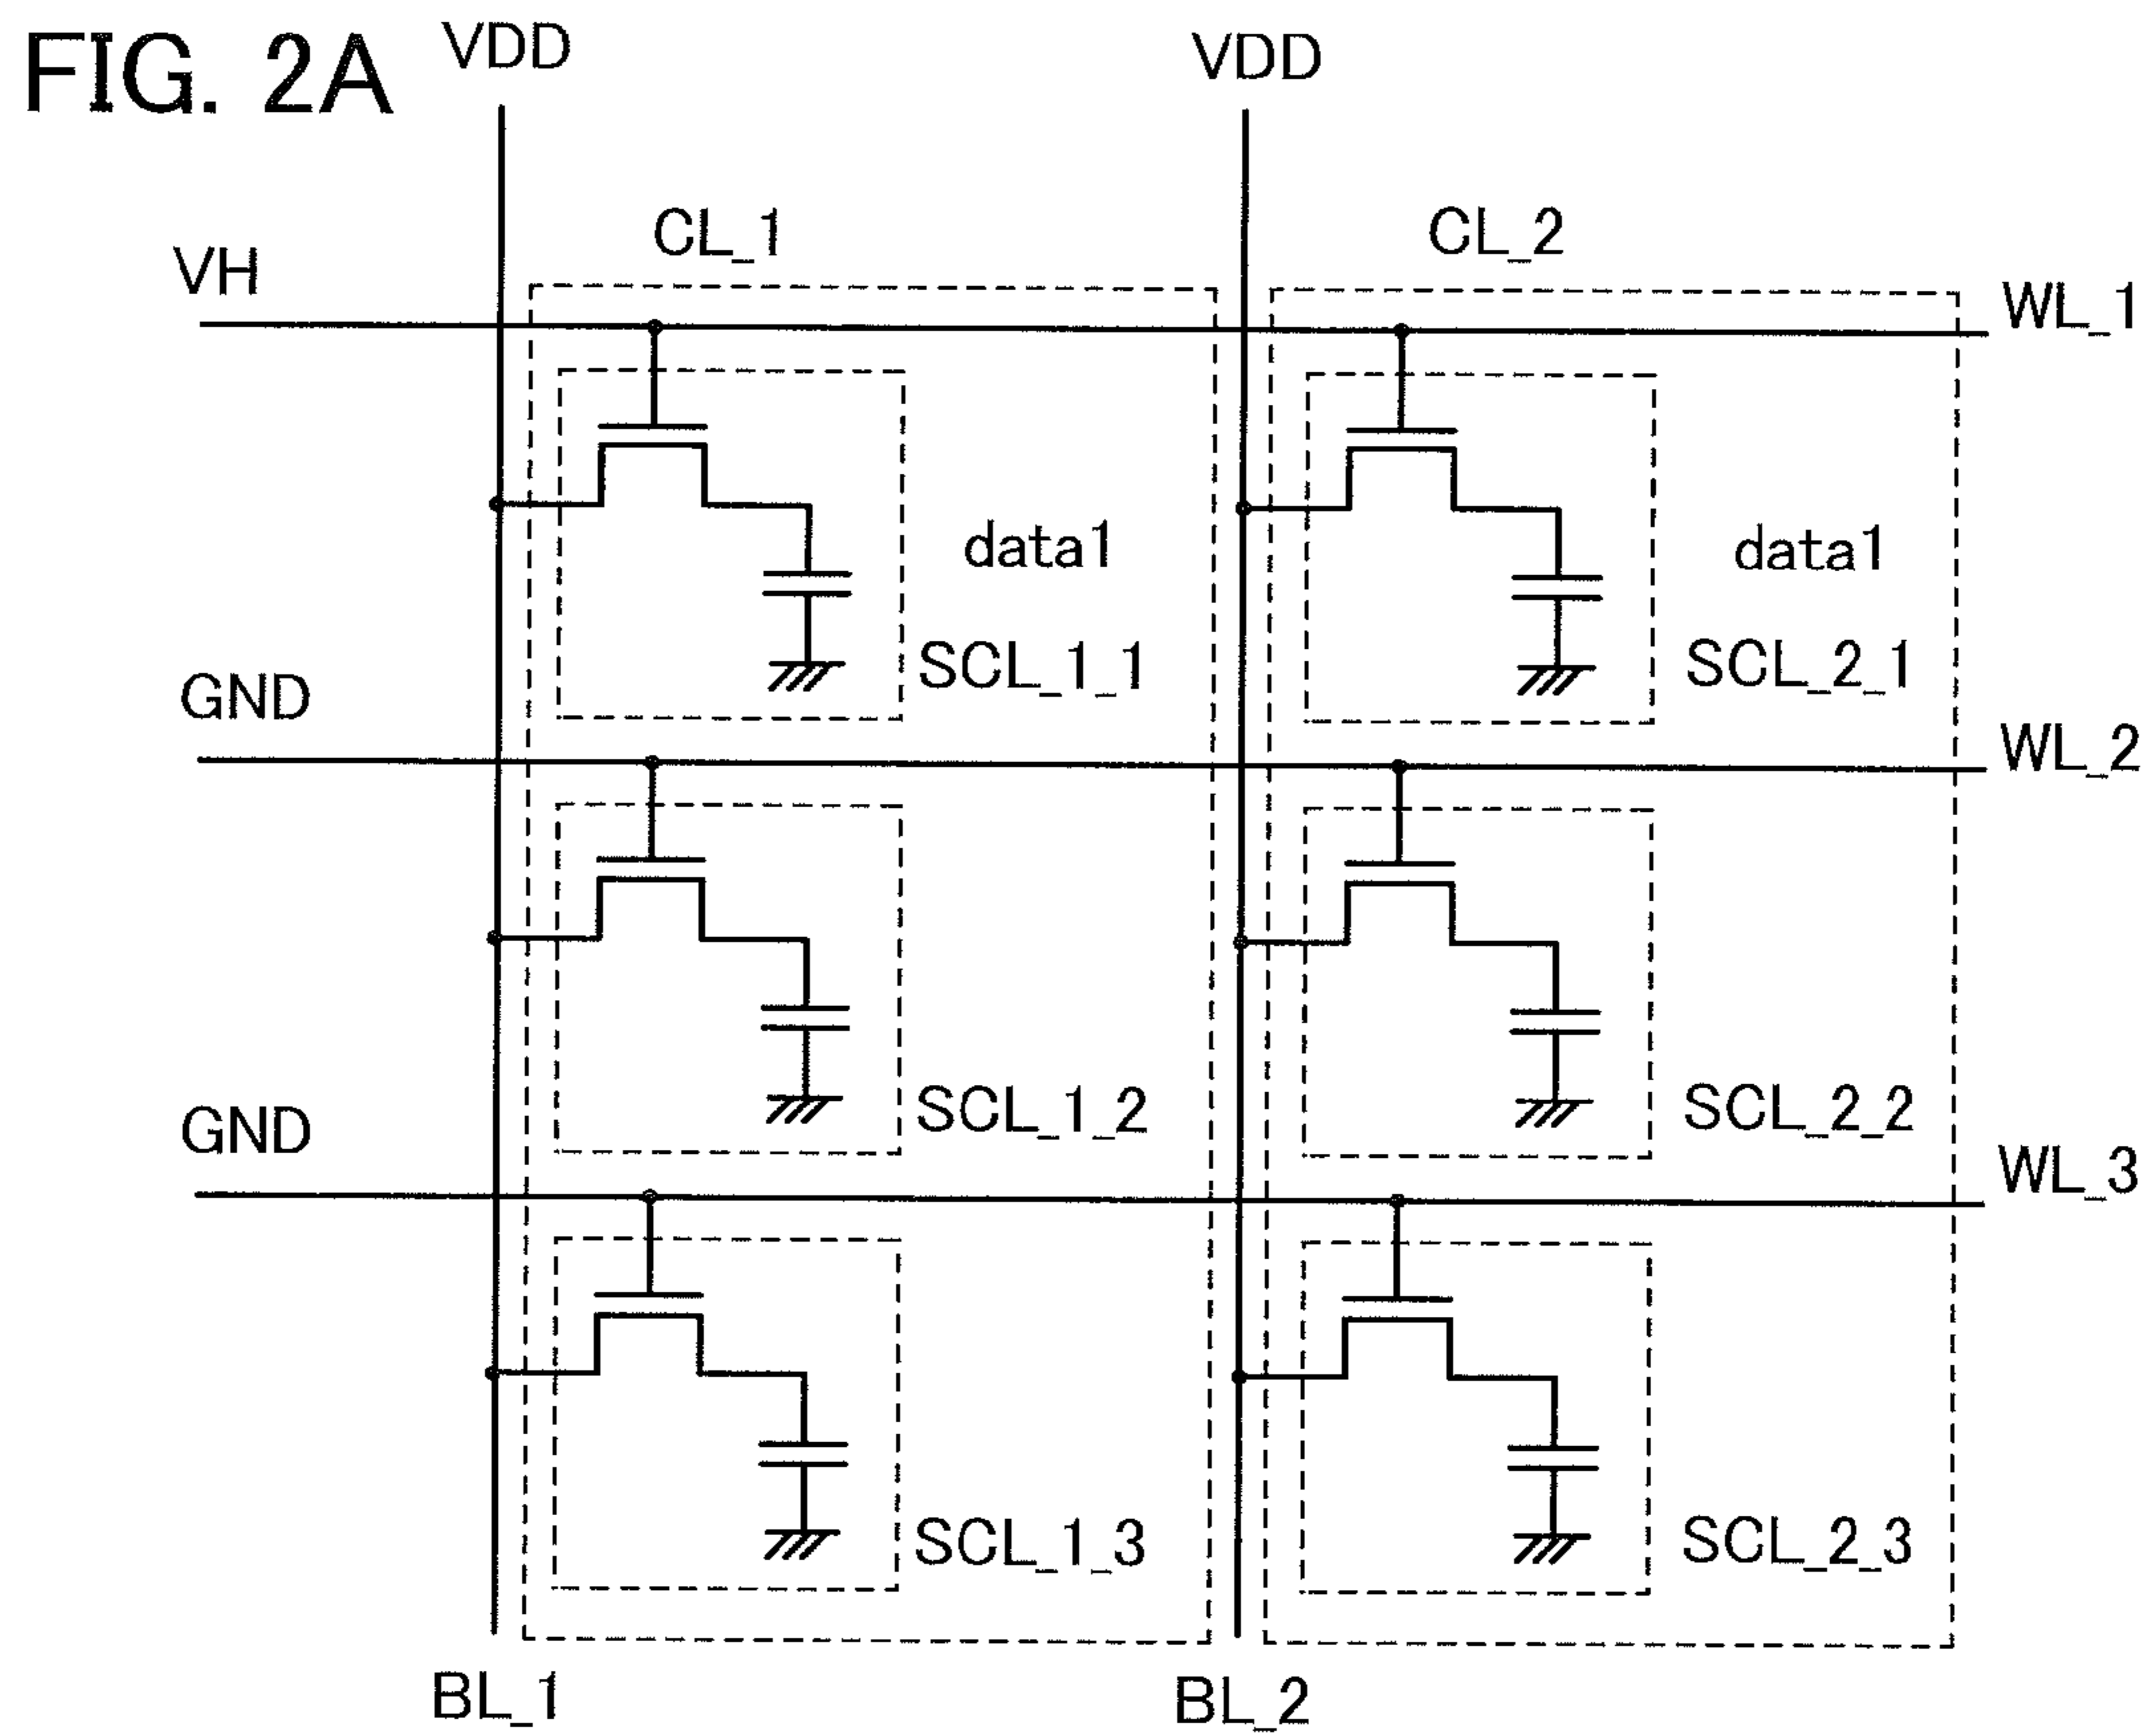 FIG. 2A
VDD
VDD
CL_1
CL_2
VH
WL_1
data1
data1
SCL_1_1
SCL_2_1
GND
WL_2
SCL_1_2
SCL_2_2
GND
WL_3
SCL_1_3
SCL_2_3
BL_1
BL_2